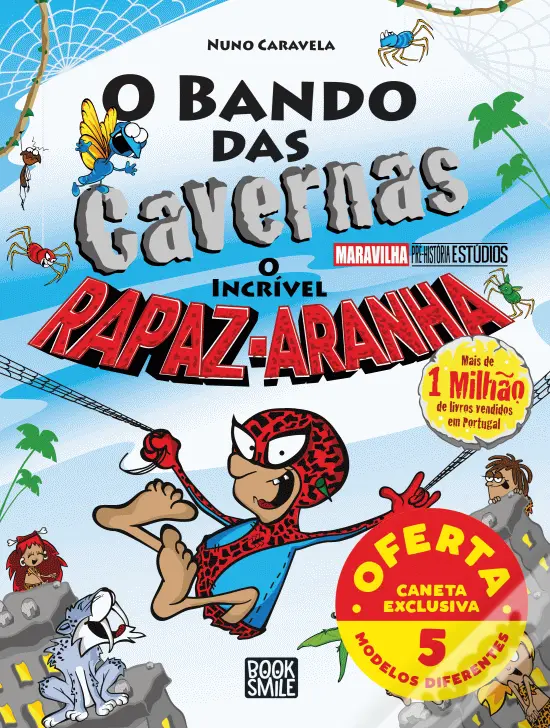 NUNO CARAVELA
O BANDO
DAS
Cavernas
MARAVILHA PRÉ-HISTÓRIA ESTÚDIOS
O
INCRÍVEL
RAPAZ-ARANHA
Mais de
1 Milhão
de livros vendidos
em Portugal
OFERTA
CANETA
EXCLUSIVA
5
MODELOS DIFERENTES
BOOK
SMILE